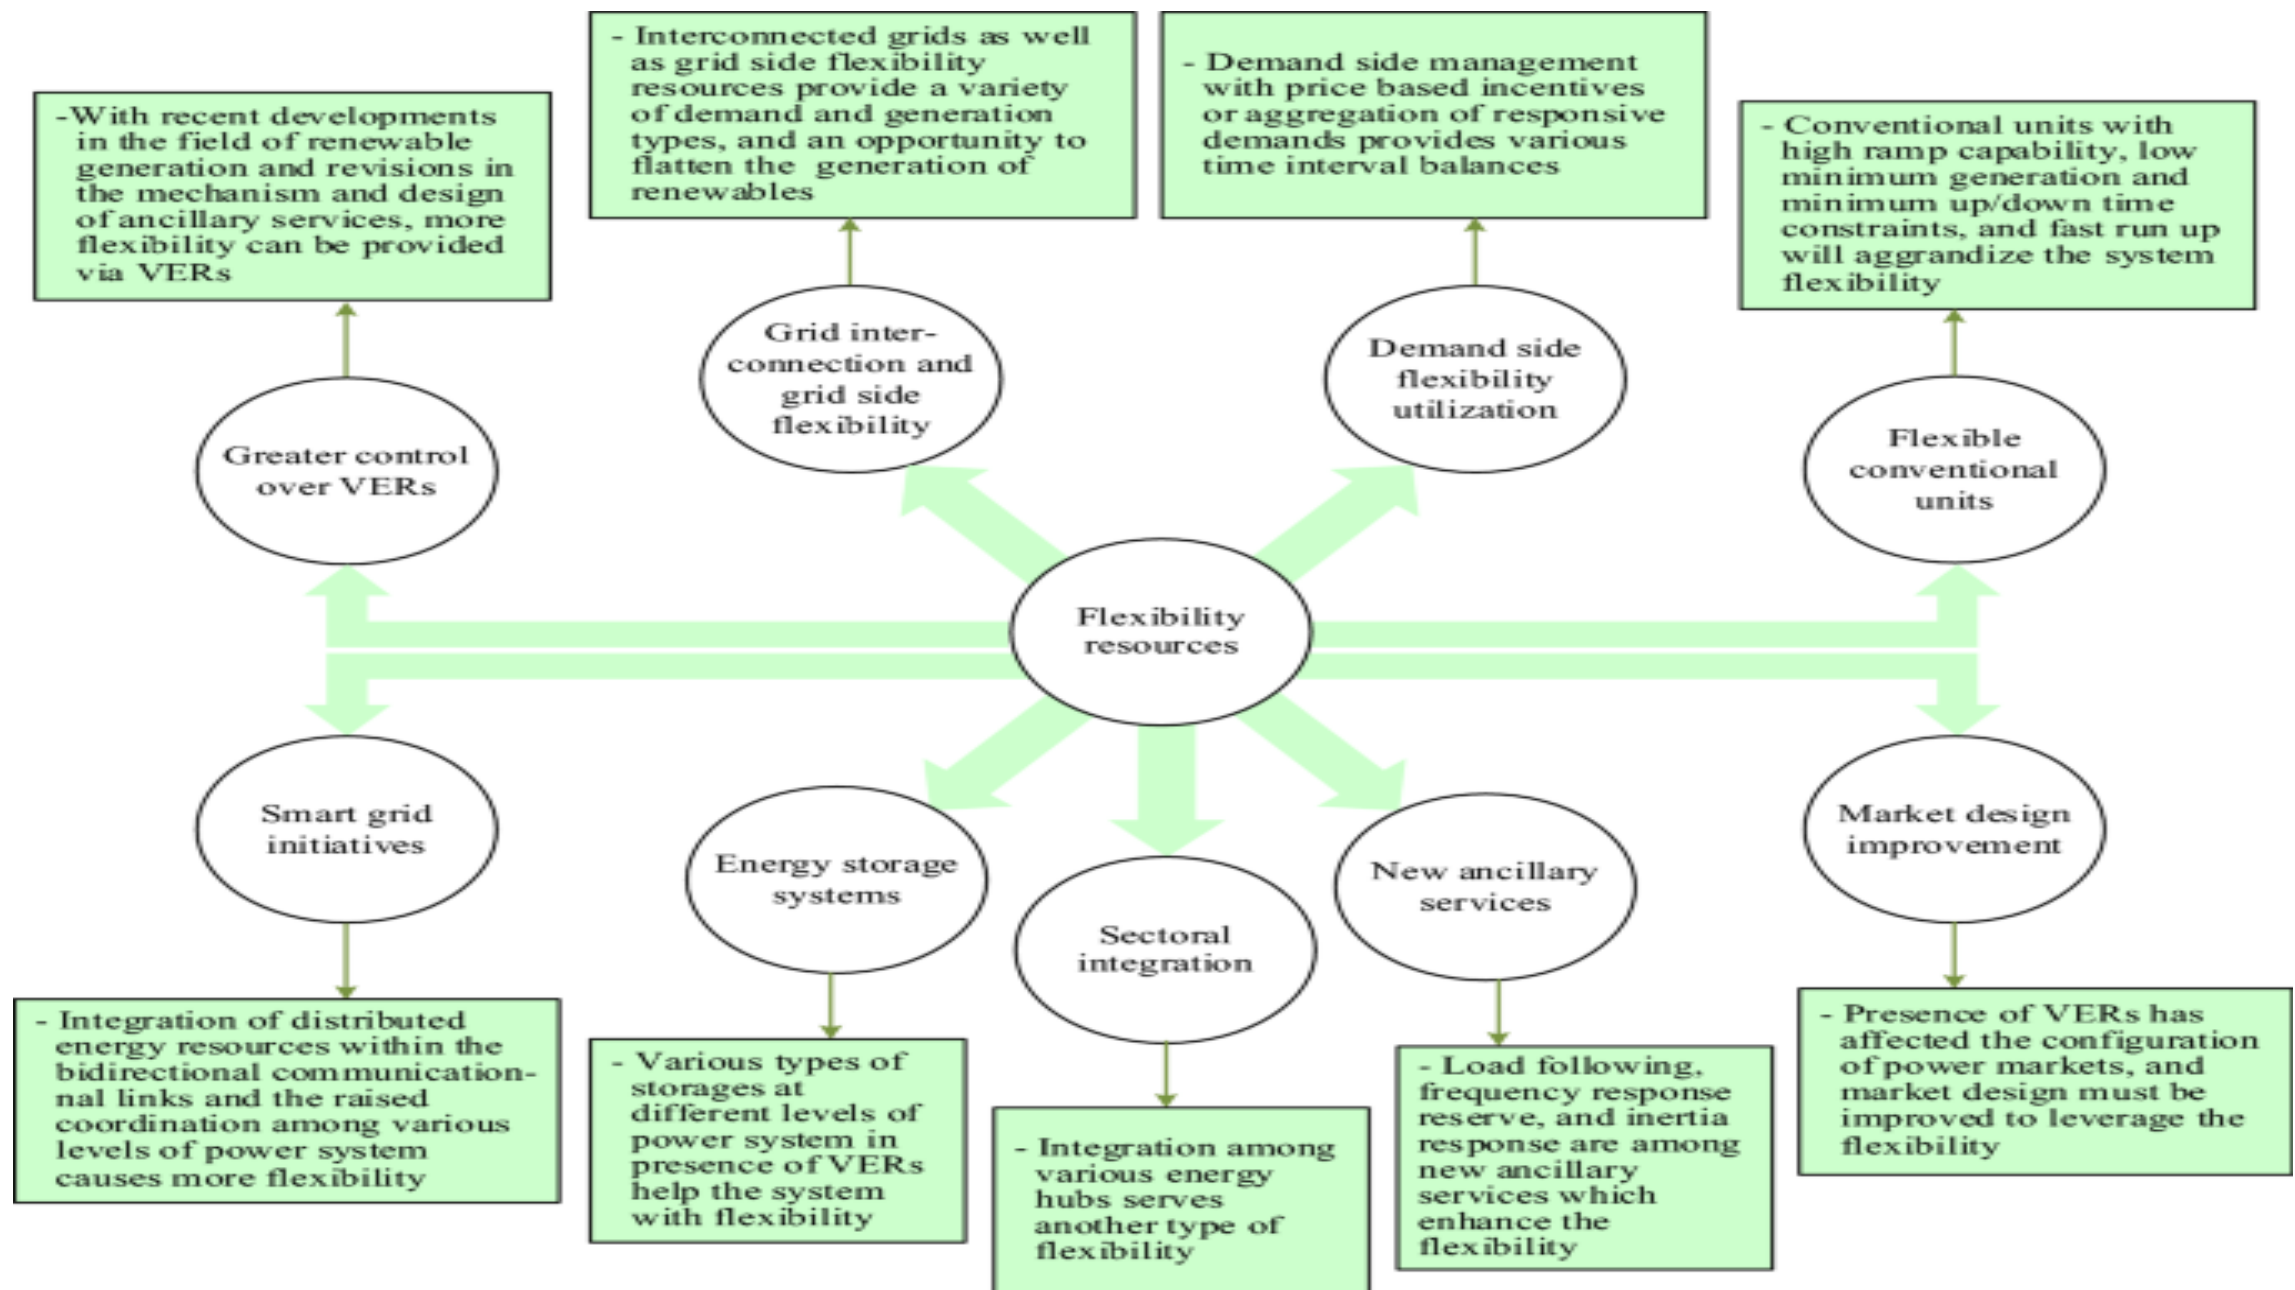 - Interconnected grids as well
as grid side flexibility
resources provide a variety
of demand and generation
types, and an opportunity to
flatten the generation of
renewables
- Demand side management
with price based incentives
or aggregation of responsive
demands provides various
time interval balances
-With recent developments
in the field of renewable
generation and revisions in
the mechanism and design
of ancillary services, more
flexibility can be provided
via VERs
- Conventional units with
high ramp capability, low
minimum generation and
minimum up/down time
constraints, and fast run up
will aggrandize the system
flexibility
Greater control
over VERs
Grid inter-
connection and
grid side
flexibility
Demand side
flexibility
utilization
Flexible
conventional
units
Flexibility
resources
Smart grid
initiatives
Energy storage
systems
Sectoral
integration
New ancillary
services
Market design
improvement
- Integration of distributed
energy resources within the
bidirectional communication-
nal links and the raised
coordination among various
levels of power system
causes more flexibility
- Various types of
storages at
different levels of
power system in
presence of VERs
help the system
with flexibility
- Integration among
various energy
hubs serves
another type of
flexibility
- Load following,
frequency response
reserve, and inertia
response are among
new ancillary
services which
enhance the
flexibility
- Presence of VERs has
affected the configuration
of power markets, and
market design must be
improved to leverage the
flexibility